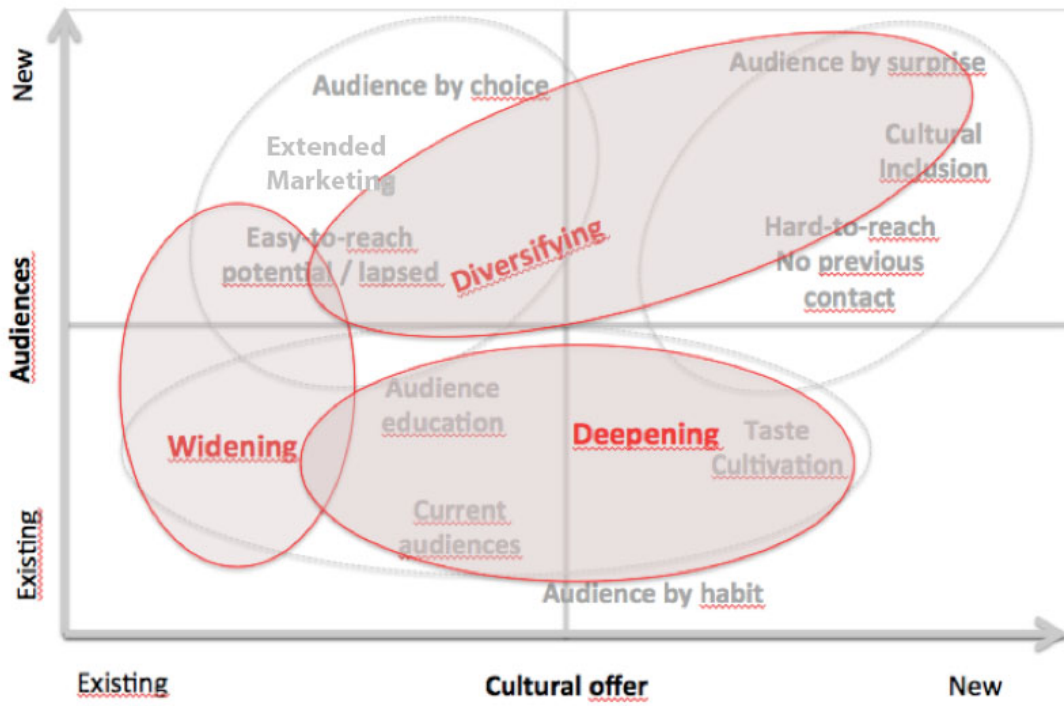 New
Audience by surprise
Audience by choice
Cultural
Inclusion
Extended
Marketing
Hard-to-reach
No previous
contact
Easy-to-reach
potential / lapsed
Diversifying
Audiences
Audience
education
Widening
Deepening
Taste
Cultivation
Current
audiences
Existing
Audience by habit
Existing
Cultural offer
New